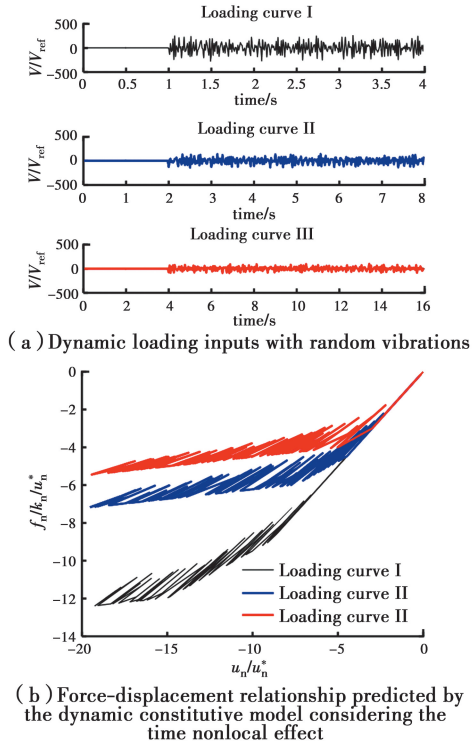 Loading curve I
500
0
−500
V/Vref
0 0.5 1 1.5 2 2.5 3 3.5 4
time/s
Loading curve II
500
0
−500
V/Vref
0 1 2 3 4 5 6 7 8
time/s
Loading curve III
500
0
−500
V/Vref
0 2 4 6 8 10 12 14 16
time/s
( a ) Dynamic loading inputs with random vibrations
0
−2
−4
−6
−8
−10
−12
−14
fn/kn/un*
Loading curve I
Loading curve II
Loading curve II
−20 −15 −10 −5 0
un/un*
( b ) Force-displacement relationship predicted by
the dynamic constitutive model considering the
time nonlocal effect